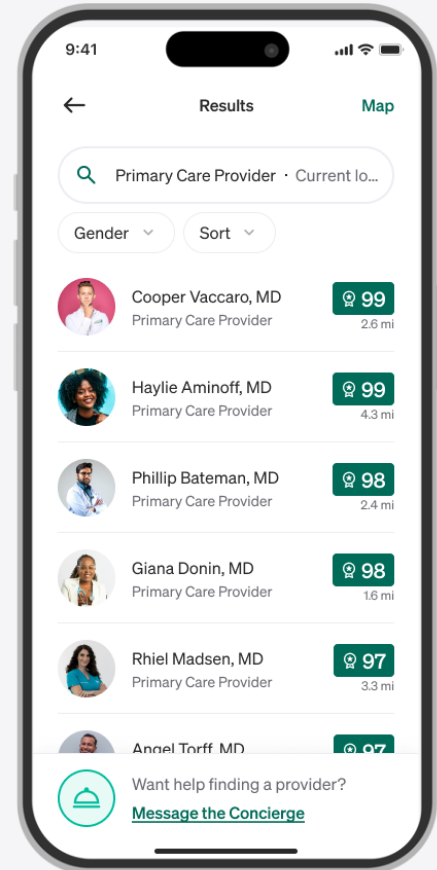 9:41
Results
Map
Primary Care Provider · Current lo...
Gender
Sort
Cooper Vaccaro, MD
99
Primary Care Provider
2.6 mi
Haylie Aminoff, MD
99
Primary Care Provider
4.3 mi
Phillip Bateman, MD
98
Primary Care Provider
2.4 mi
Giana Donin, MD
98
Primary Care Provider
1.6 mi
Rhiel Madsen, MD
97
Primary Care Provider
3.3 mi
Angel Torff, MD
97
Want help finding a provider?
Message the Concierge